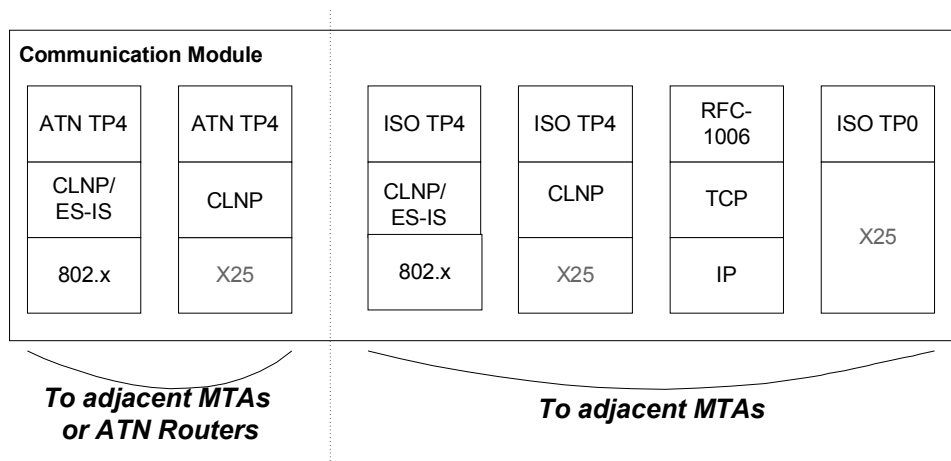 Communication Module
ATN TP4
CLNP/
ES-IS
802.x
ATN TP4
CLNP
X25
ISO TP4
CLNP/
ES-IS
802.x
ISO TP4
CLNP
X25
RFC-
1006
TCP
IP
ISO TP0
X25
To adjacent MTAs
or ATN Routers
To adjacent MTAs